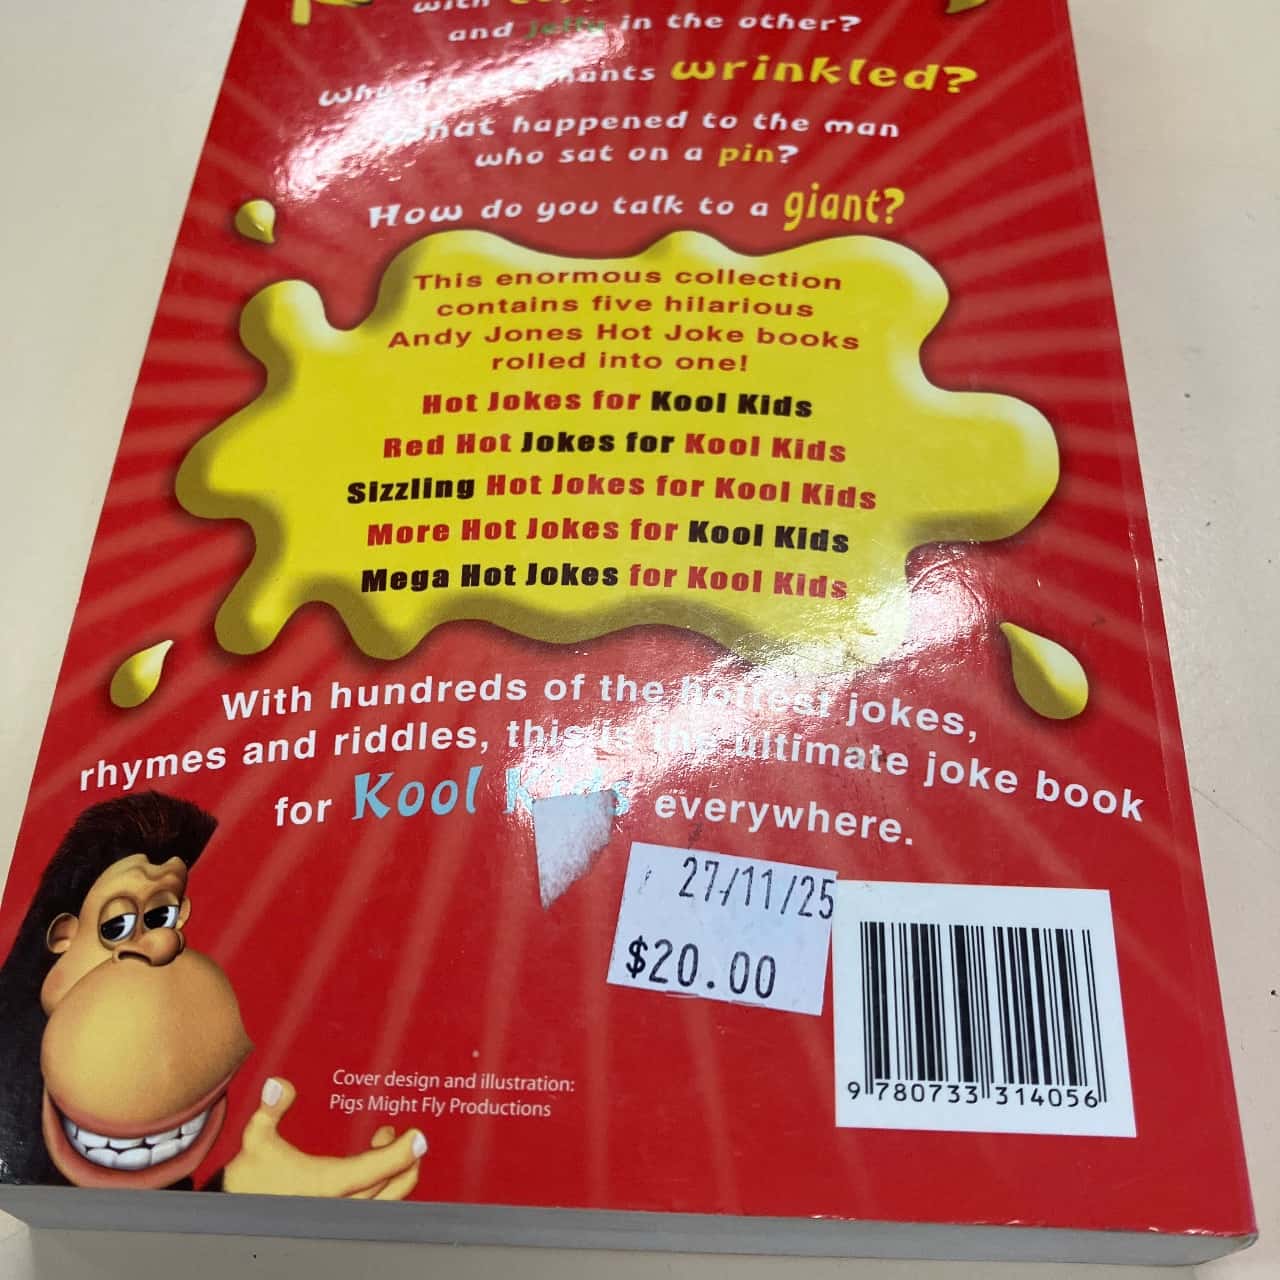 with
and Jelly in the other?
Why are elephants wrinkled?
What happened to the man
who sat on a pin?
How do you talk to a giant?
This enormous collection
contains five hilarious
Andy Jones Hot Joke books
rolled into one!
Hot Jokes for Kool Kids
Red Hot Jokes for Kool Kids
Sizzling Hot Jokes for Kool Kids
More Hot Jokes for Kool Kids
Mega Hot Jokes for Kool Kids
With hundreds of the hottest jokes,
rhymes and riddles, this is the ultimate joke book
for Kool Kids everywhere.
27/11/25
$20.00
9 780733 314056
Cover design and illustration:
Pigs Might Fly Productions